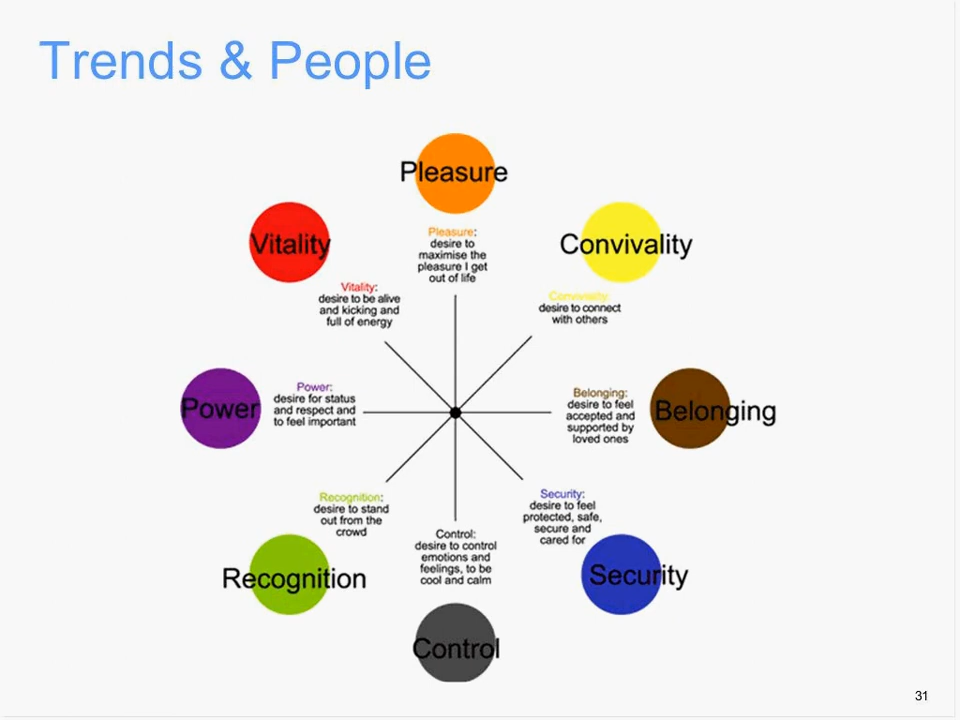 Trends & People
Pleasure
Pleasure:
desire to
maximise the
pleasure I get
out of life
Vitality
Vitality:
desire to be alive
and kicking and
full of energy
Convivality
Convivality:
desire to connect
with others
Power
Power:
desire for status
and respect and
to feel important
Belonging:
desire to feel
accepted and
supported by
loved ones
Belonging
Recognition:
desire to stand
out from the
crowd
Recognition
Control:
desire to control
emotions and
feelings, to be
cool and calm
Control
Security:
desire to feel
protected, safe,
secure and
cared for
Security
31